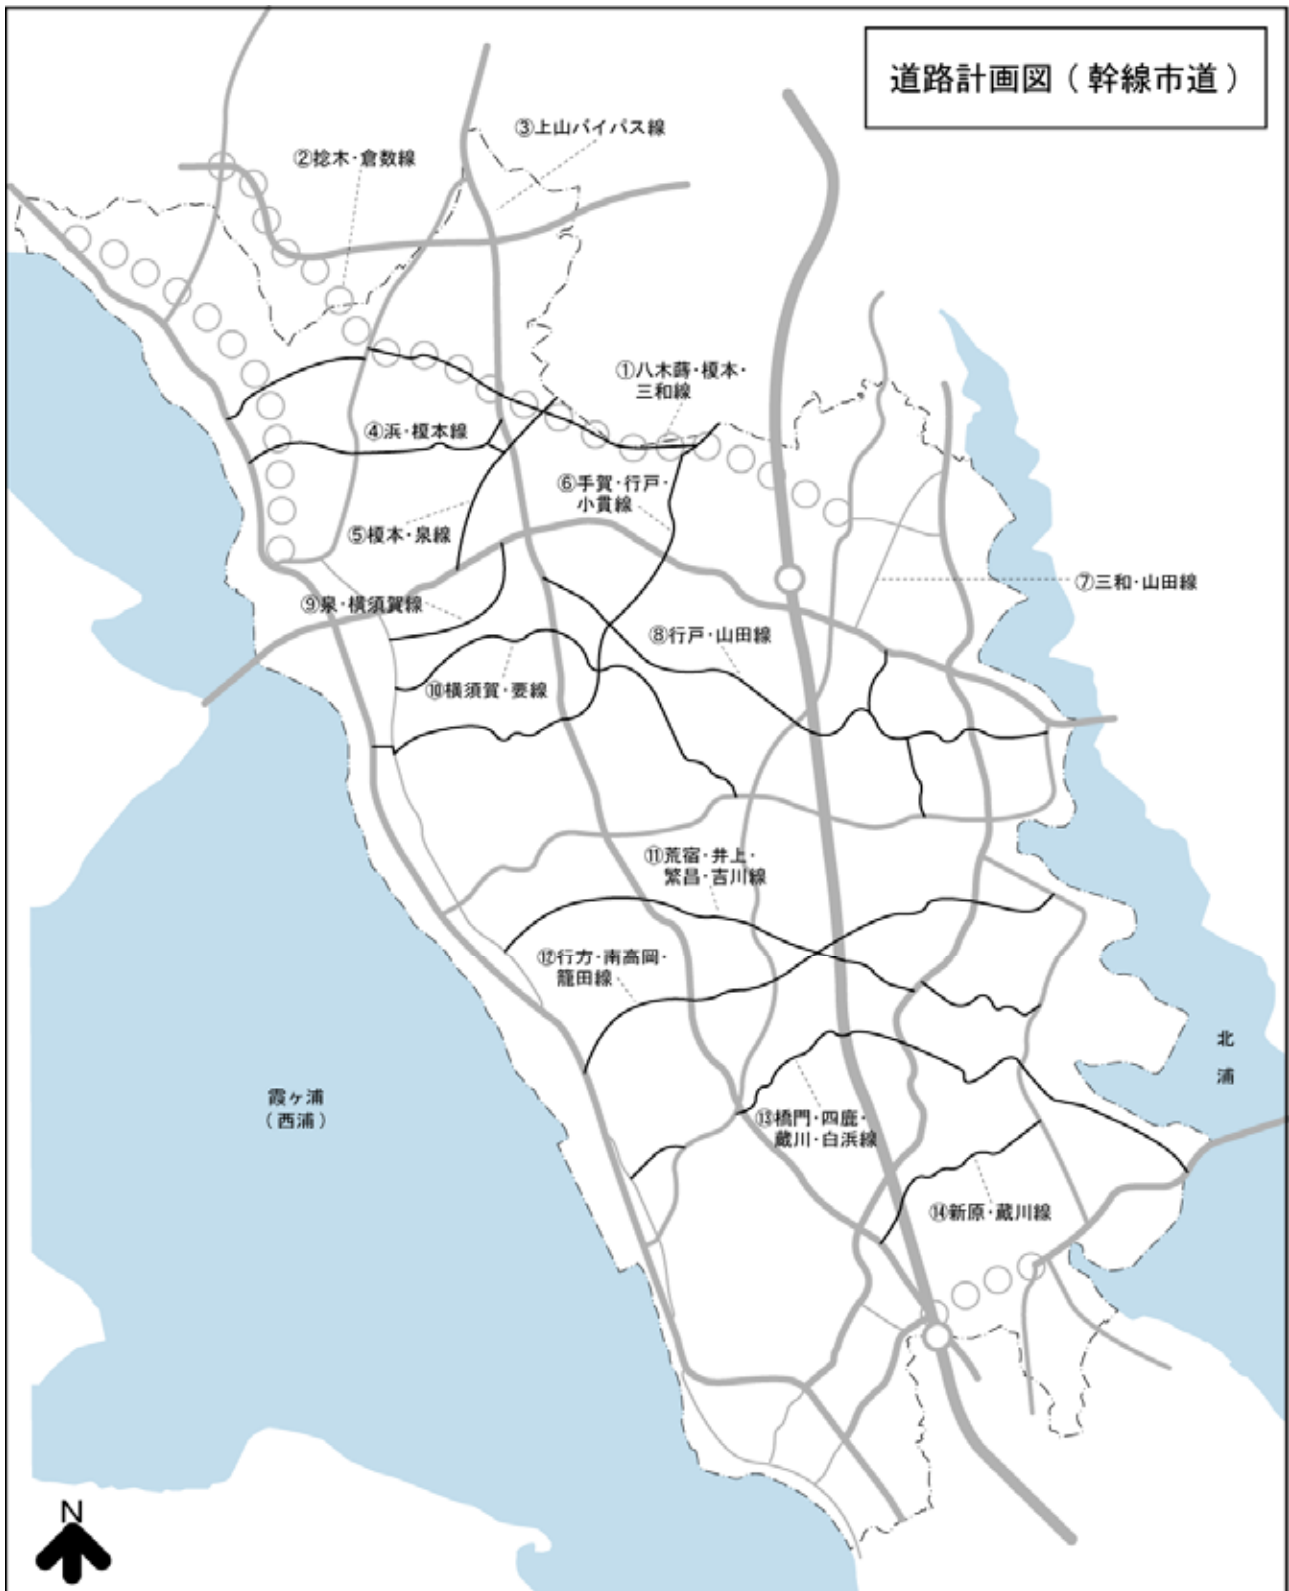 道路計画図（幹線市道）
③上山バイパス線
②捻木・倉数線
①八木蒔・榎本・
三和線
④浜・榎本線
⑥手賀・行戸・
小貫線
⑤榎本・泉線
⑦三和・山田線
⑨泉・横須賀線
⑧行戸・山田線
⑩横須賀・要線
⑪荒宿・井上・
繁昌・吉川線
⑫行方・南高岡・
籠田線
北
浦
霞ヶ浦
（西浦）
⑬橋門・四鹿・
蔵川・白浜線
⑭新原・蔵川線
N